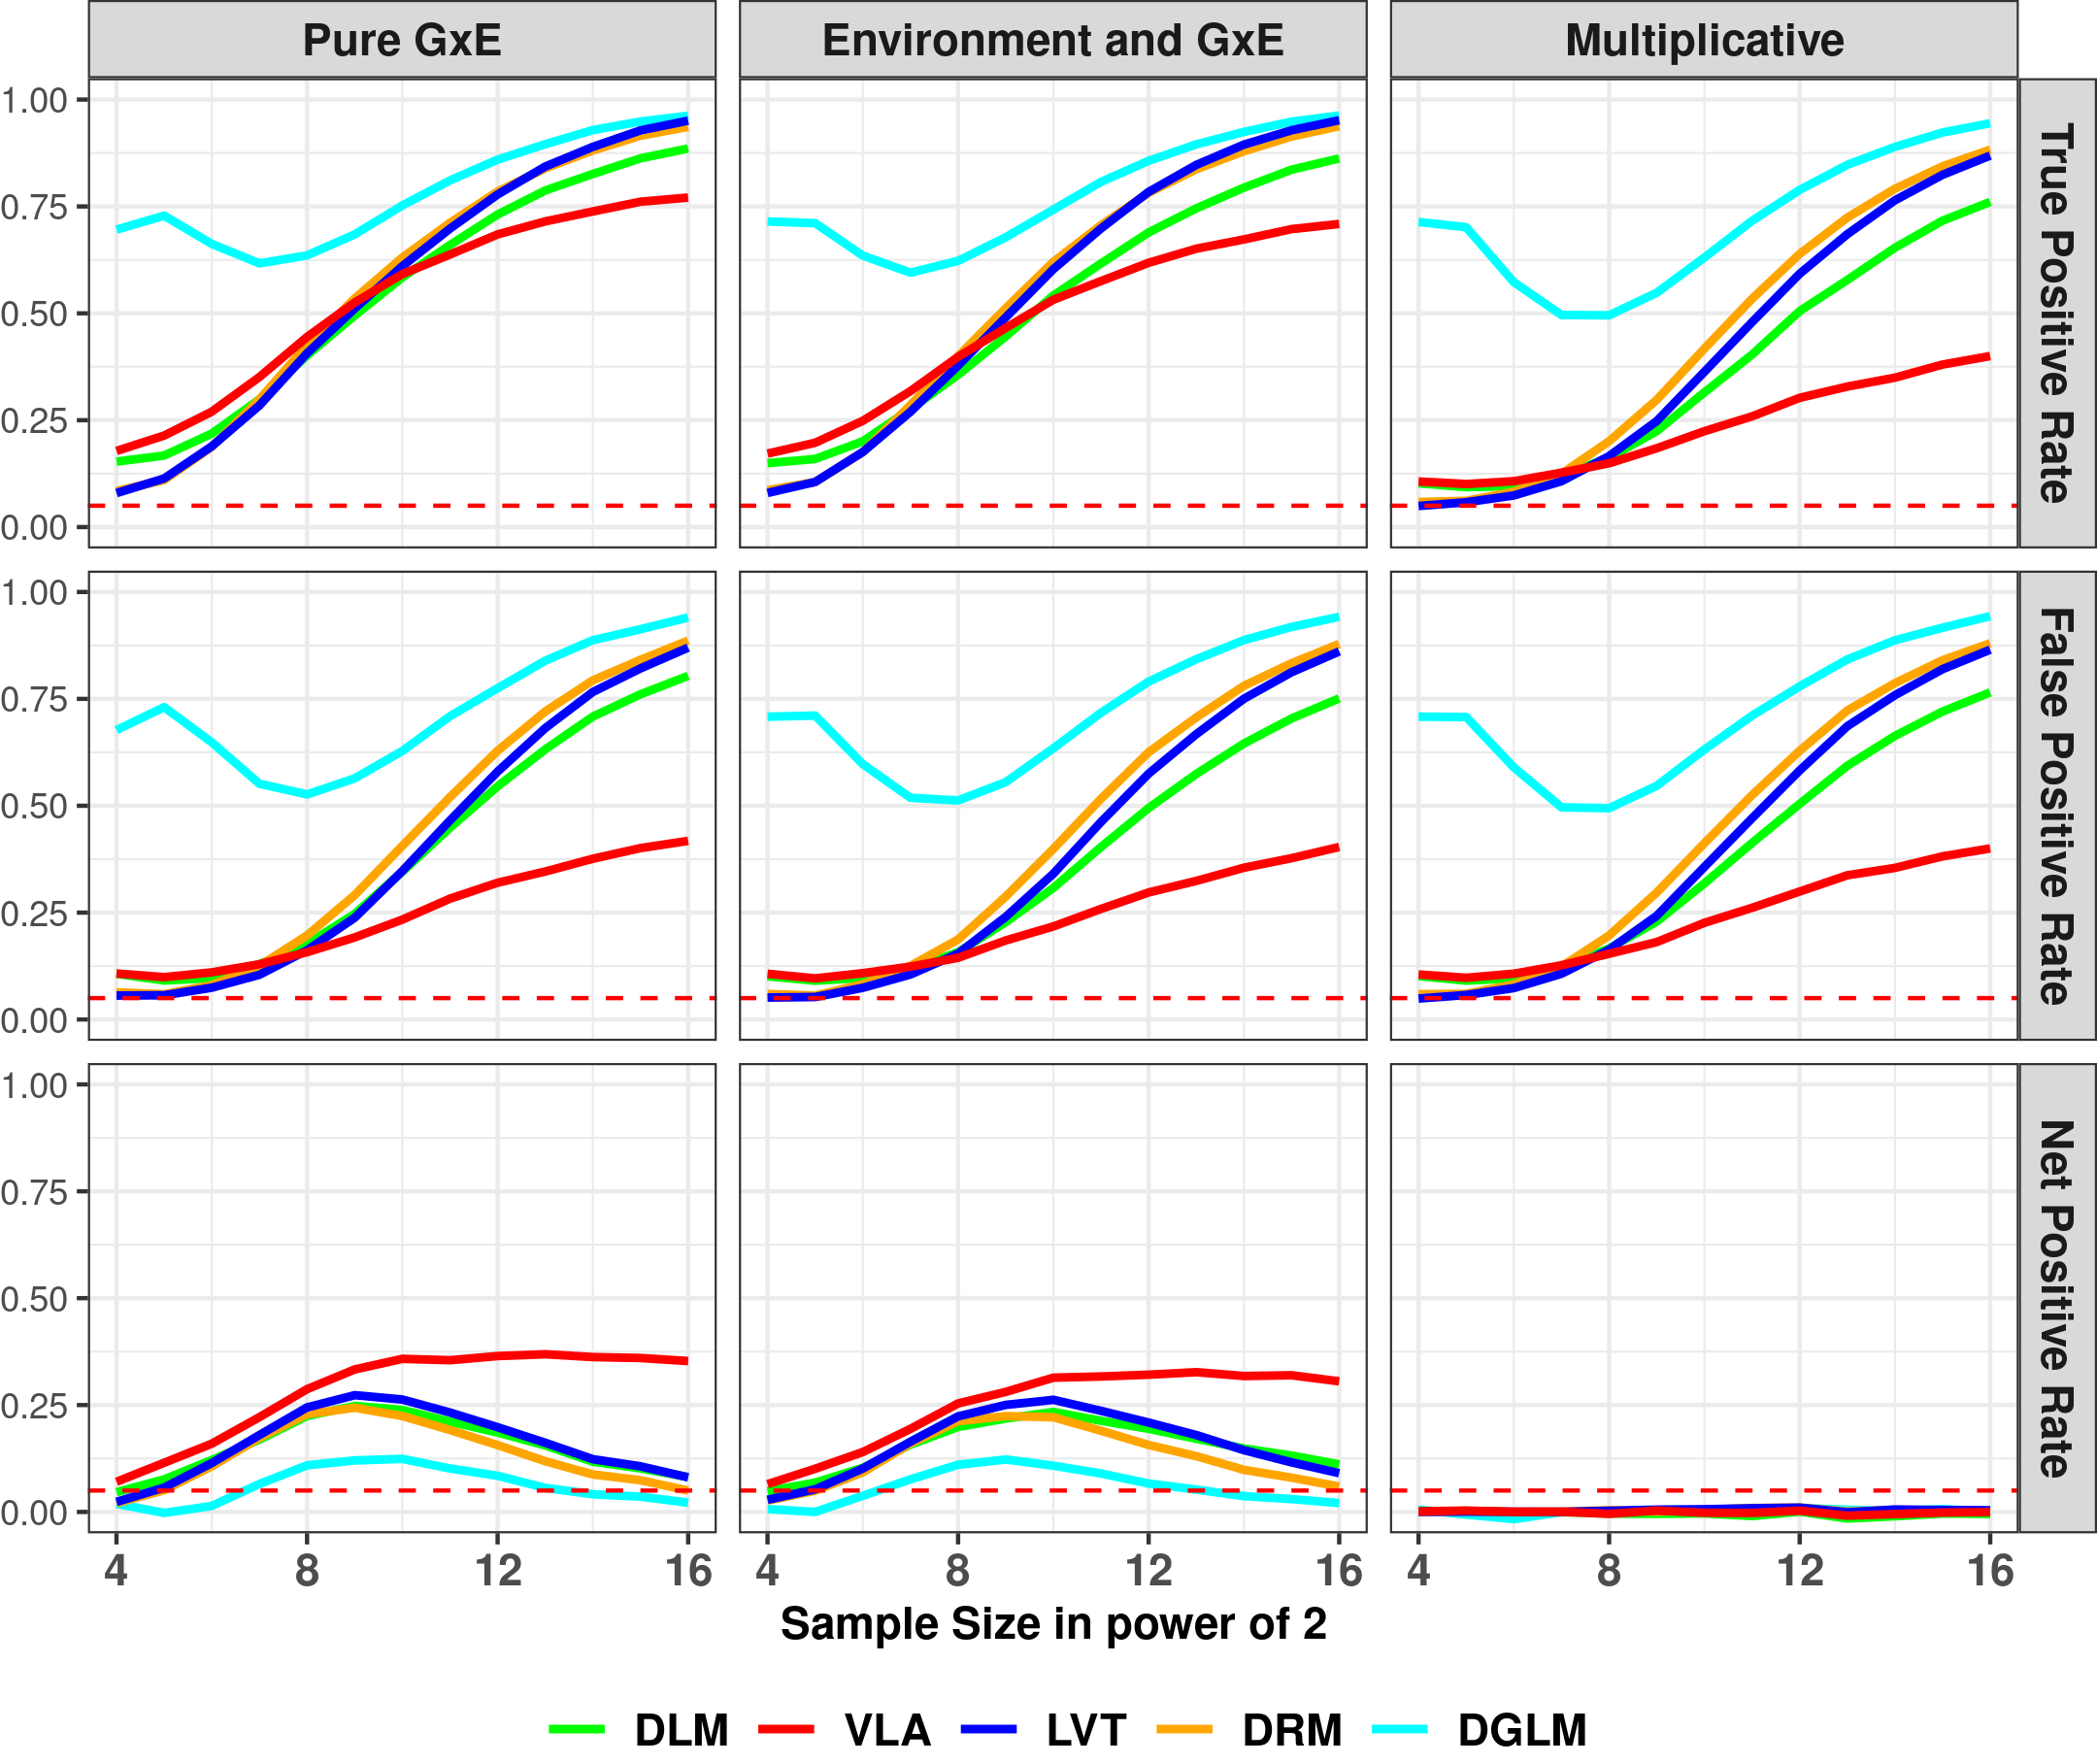 Pure GxE
Environment and GxE
Multiplicative
1.00
0.75
0.50
0.25
0.00
True Positive Rate
1.00
0.75
0.50
0.25
0.00
False Positive Rate
1.00
0.75
0.50
0.25
0.00
Net Positive Rate
4 8 12 16
4 8 12 16
4 8 12 16
Sample Size in power of 2
DLM VLA LVT DRM DGLM